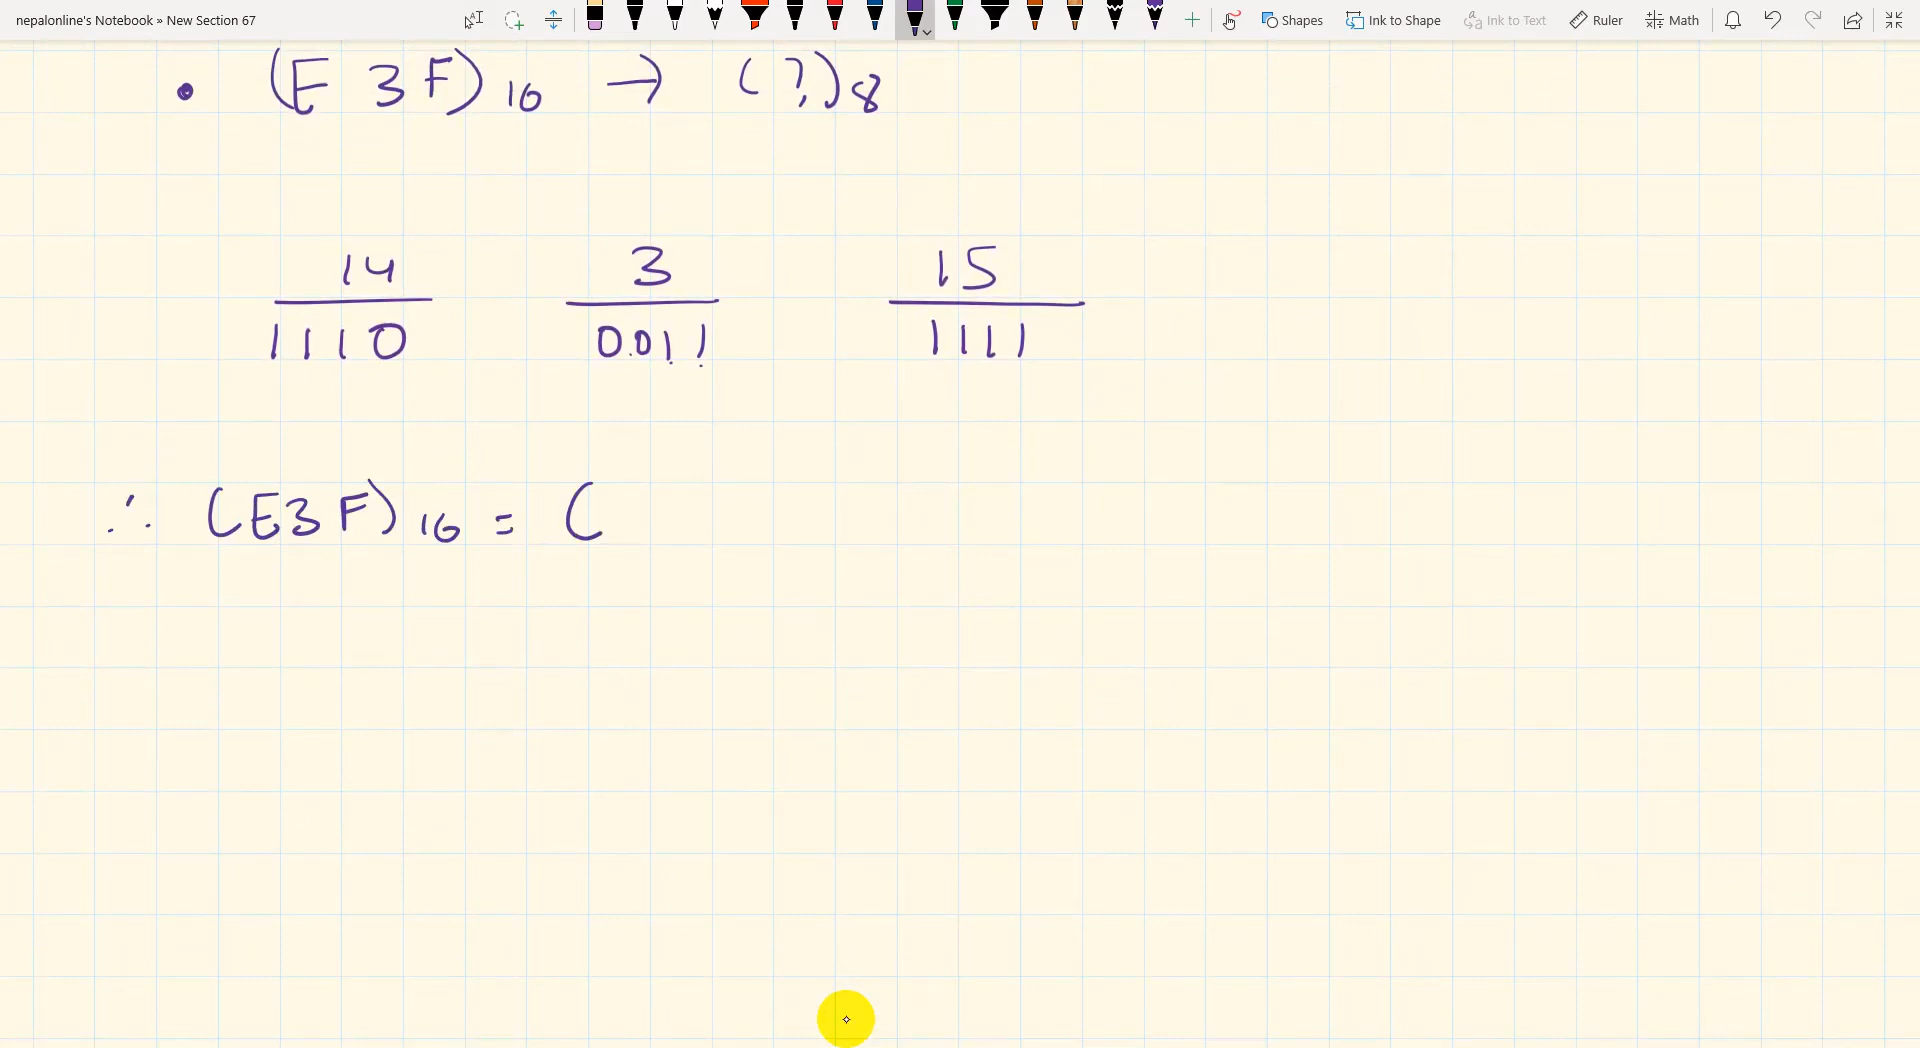 nepalonline's Notebook » New Section 67
Shapes Ink to Shape Ink to Text Ruler Math
• (E 3 F)16 → (?)8
14 3 15
1110 0011 1111
∴ (E3F)16 = (